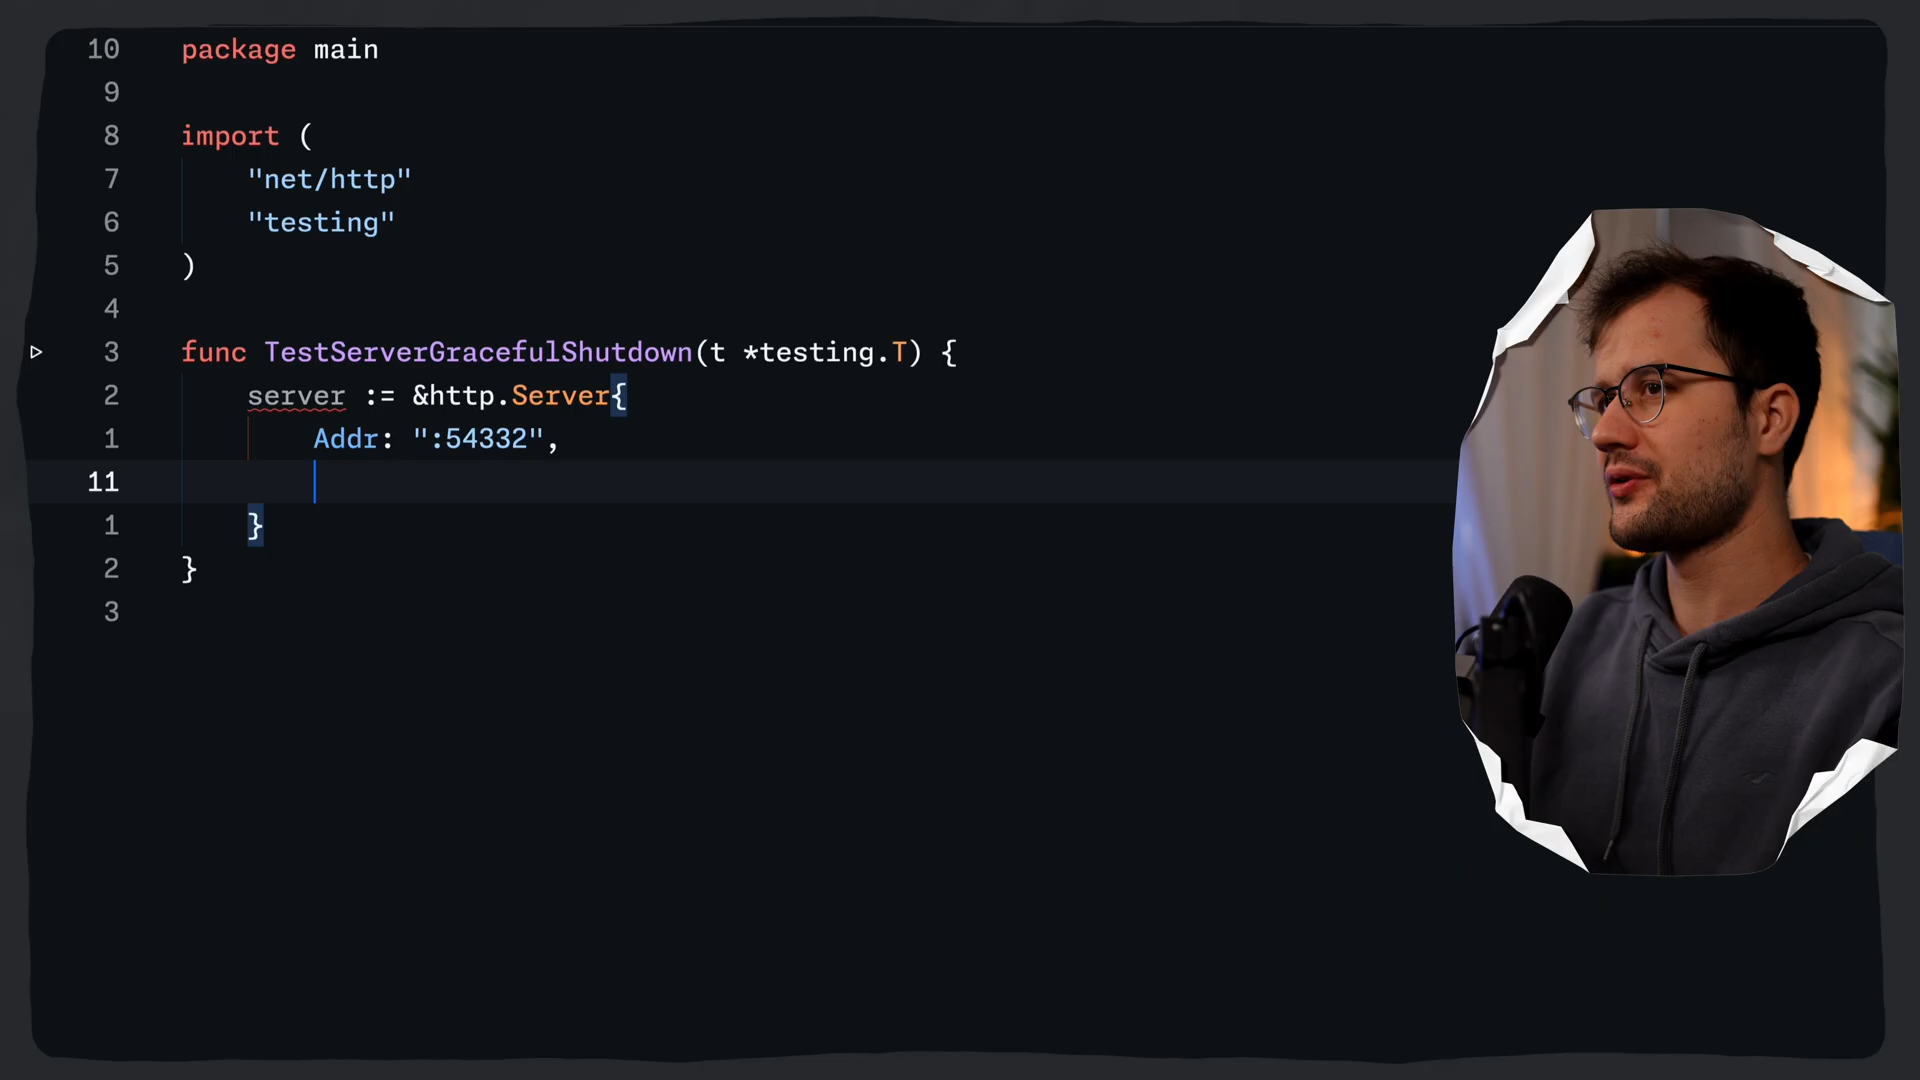 10 package main
9
8 import (
7 "net/http"
6 "testing"
5 )
4
3 func TestServerGracefulShutdown(t *testing.T) {
2 server := &http.Server{
1 Addr: ":54332",
11
1 }
2 }
3